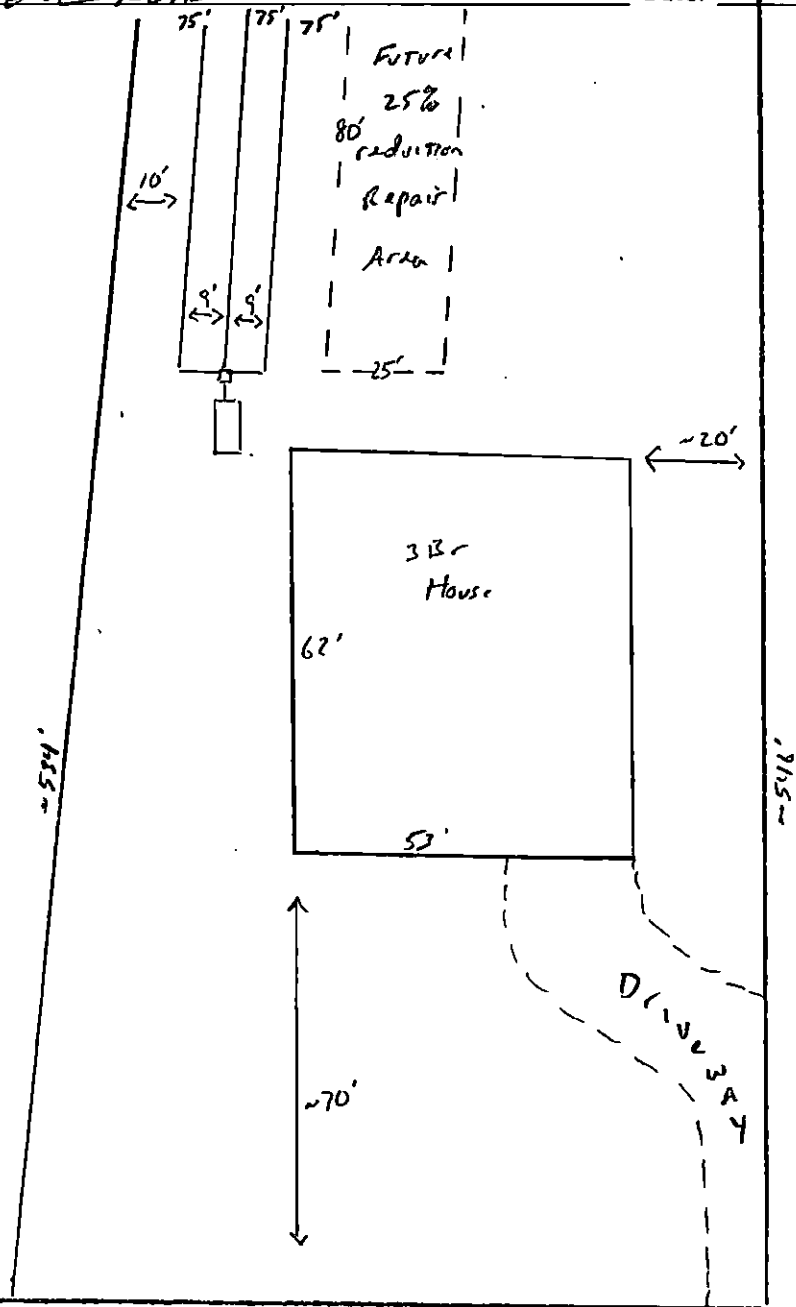 75' 75' 75'
Future
25%
80' reduction
Repair
Area
10'
9' 9'
25'
~20'
3 Br
House
62'
~534'
~548'
53'
Driveway
~70'